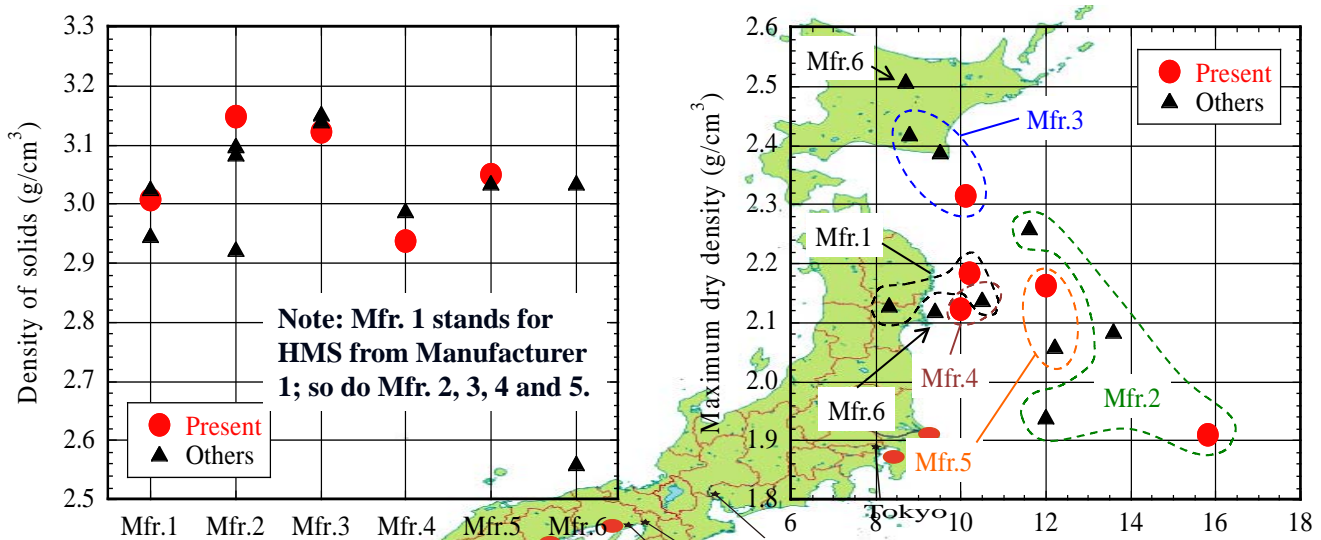 Density of solids (g/cm³)
3.3
3.2
3.1
3.0
2.9
2.8
2.7
2.6
2.5
Note: Mfr. 1 stands for
HMS from Manufacturer
1; so do Mfr. 2, 3, 4 and 5.
Present
Others
Mfr.1 Mfr.2 Mfr.3 Mfr.4 Mfr.5 Mfr.6
Maximum dry density (g/cm³)
2.6
2.5
2.4
2.3
2.2
2.1
2.0
1.9
1.8
Present
Others
Mfr.6
Mfr.3
Mfr.1
Mfr.4
Mfr.6
Mfr.2
Mfr.5
6 8 10 12 14 16 18
Tokyo